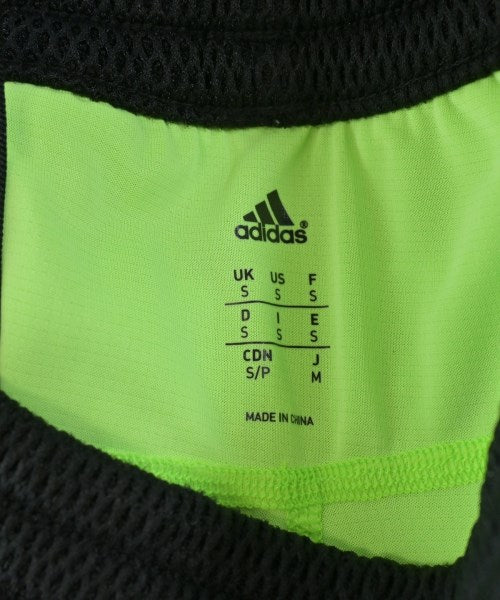 adidas®
UK US F
S S S
D I E
S S S
CDN J
S/P M
MADE IN CHINA